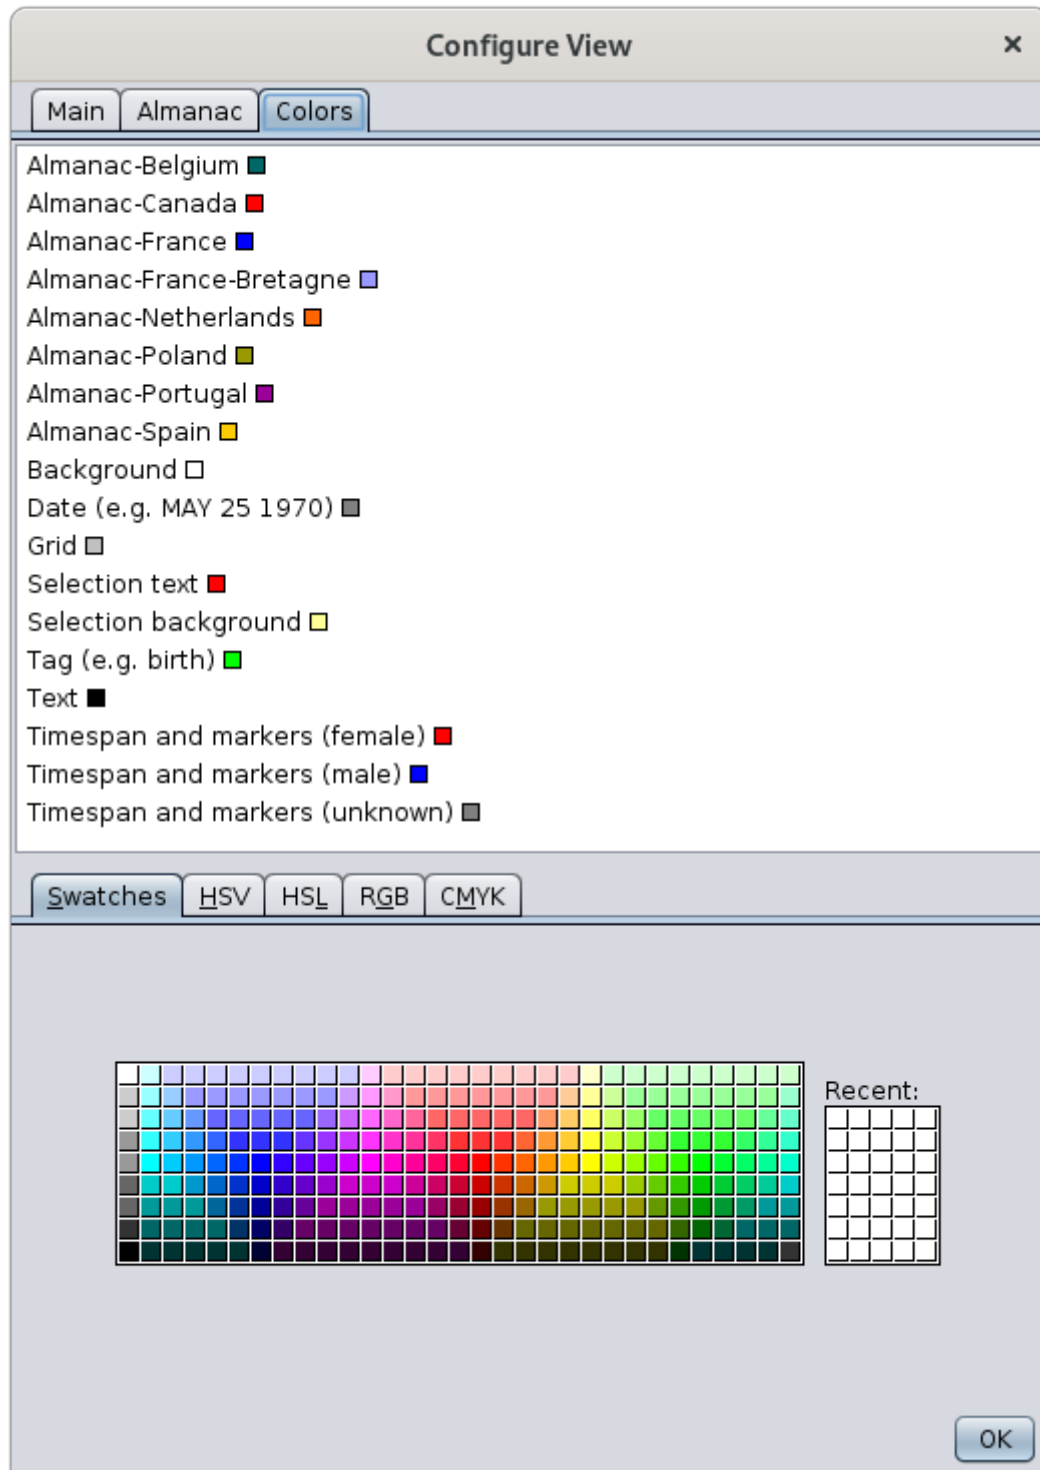 Configure View ×
Main Almanac Colors
Almanac-Belgium
Almanac-Canada
Almanac-France
Almanac-France-Bretagne
Almanac-Netherlands
Almanac-Poland
Almanac-Portugal
Almanac-Spain
Background
Date (e.g. MAY 25 1970)
Grid
Selection text
Selection background
Tag (e.g. birth)
Text
Timespan and markers (female)
Timespan and markers (male)
Timespan and markers (unknown)
Swatches HSV HSL RGB CMYK
Recent:
OK